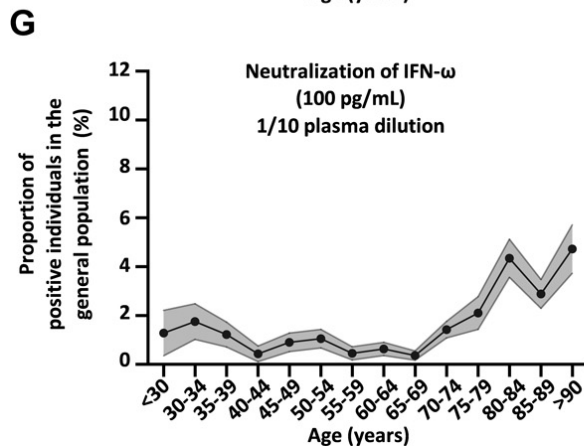 G
Neutralization of IFN-ω
(100 pg/mL)
1/10 plasma dilution
Proportion of
positive individuals in the
general population (%)
12
10
8
6
4
2
0
<30
30-34
35-39
40-44
45-49
50-54
55-59
60-64
65-69
70-74
75-79
80-84
85-89
>90
Age (years)